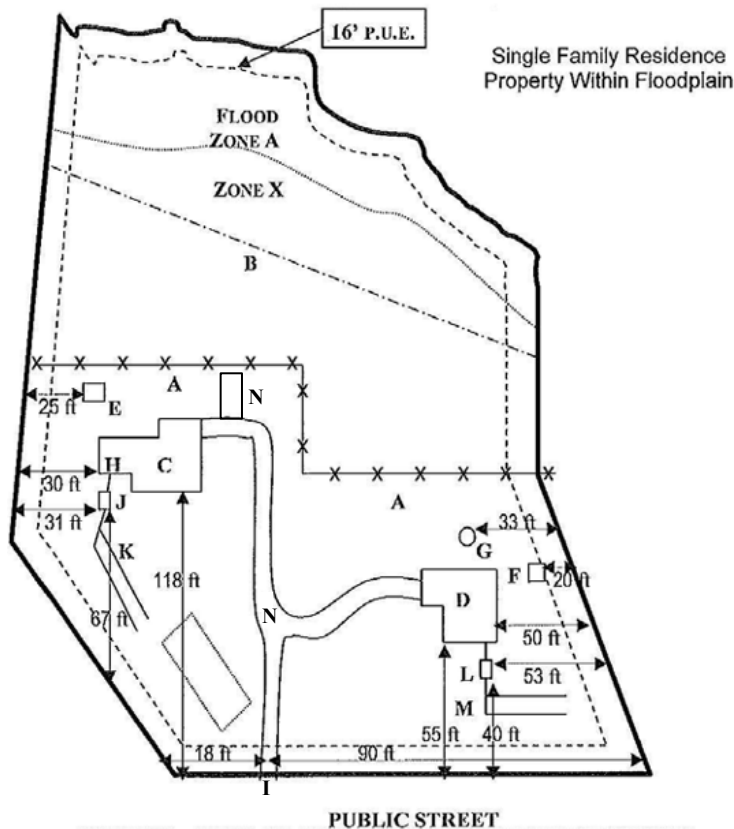 16' P.U.E.
Single Family Residence
Property Within Floodplain
FLOOD
ZONE A
ZONE X
B
A
N
25 ft
E
H
C
30 ft
J
A
31 ft
33 ft
G
K
118 ft
F
20 ft
D
67 ft
N
50 ft
L
53 ft
M
55 ft
40 ft
18 ft
90 ft
I
PUBLIC STREET